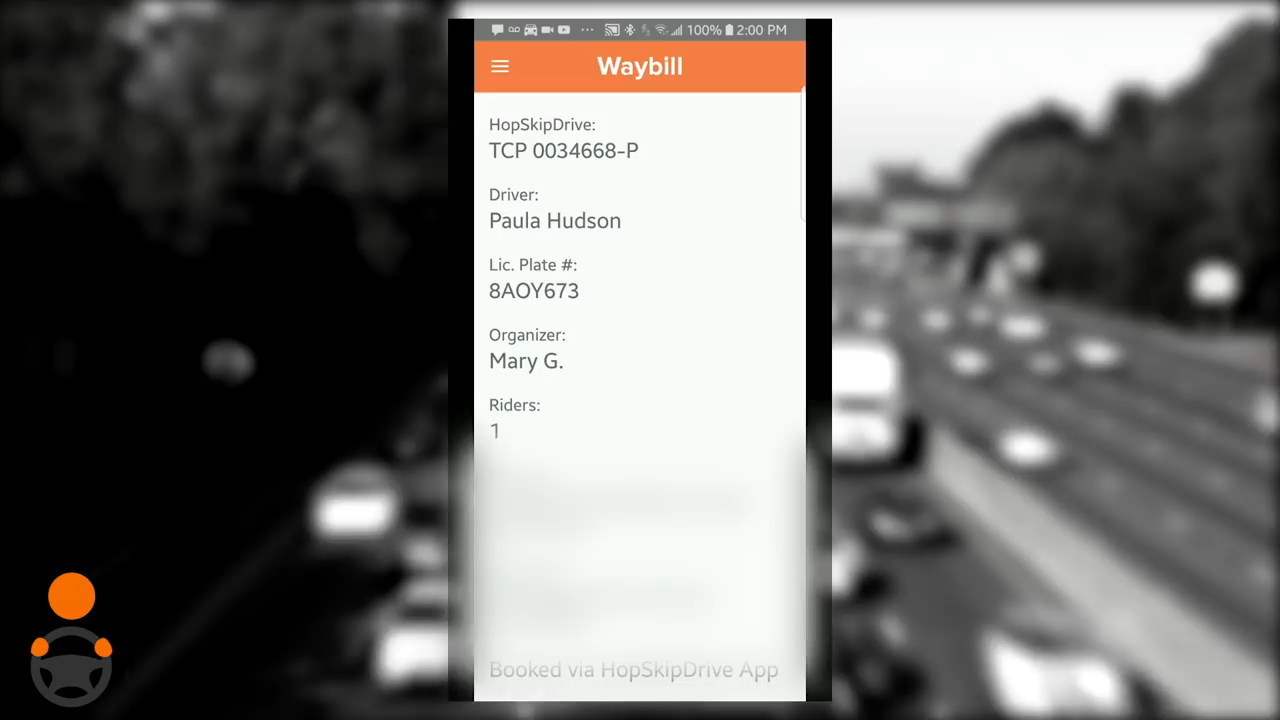 100% 2:00 PM
Waybill
HopSkipDrive:
TCP 0034668-P
Driver:
Paula Hudson
Lic. Plate #:
8AOY673
Organizer:
Mary G.
Riders:
1
Booked via HopSkipDrive App